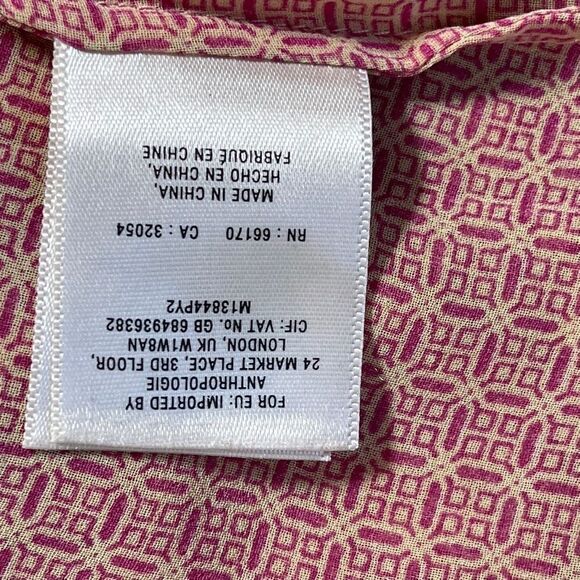 FOR EU: IMPORTED BY
ANTHROPOLOGIE
24 MARKET PLACE, 3RD FLOOR,
LONDON, UK W1W8AN
CIF: VAT No. GB 684936382
M13844PY2
RN : 66170 CA : 32054
MADE IN CHINA,
HECHO EN CHINA,
FABRIQUÉ EN CHINE